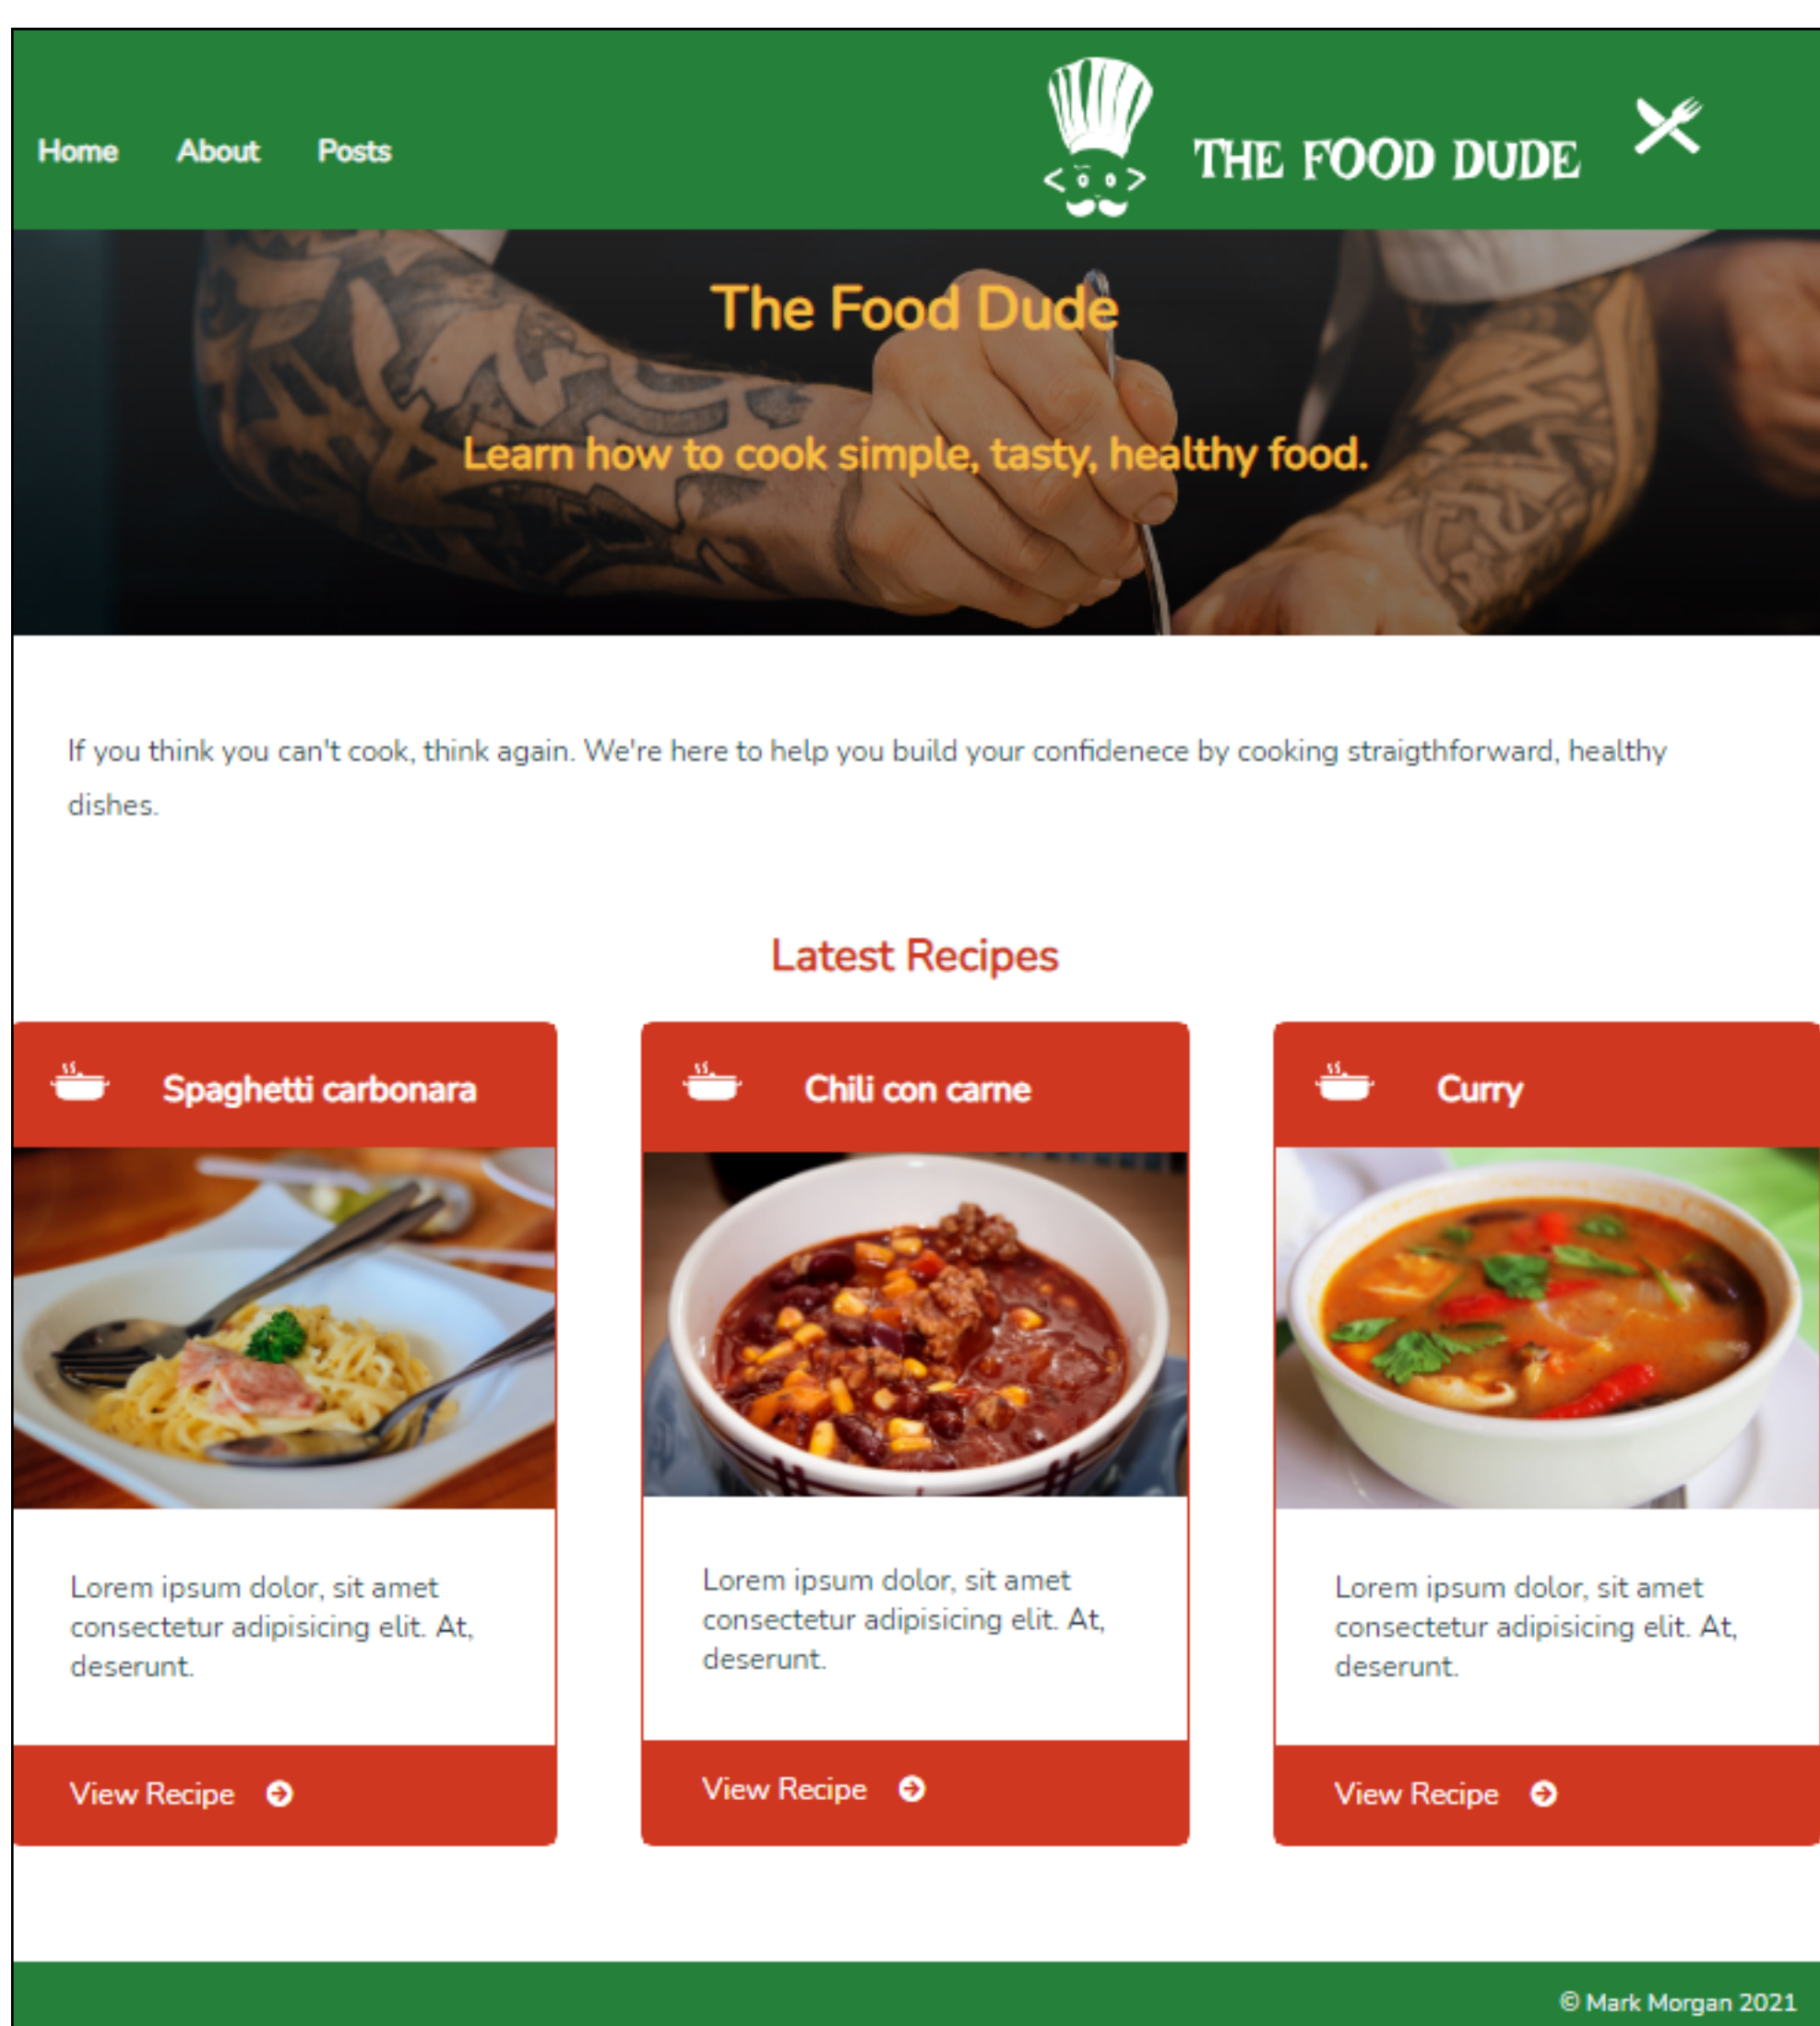 Home About Posts
THE FOOD DUDE
The Food Dude
Learn how to cook simple, tasty, healthy food.
If you think you can't cook, think again. We're here to help you build your confidenece by cooking straigthforward, healthy
dishes.
Latest Recipes
Spaghetti carbonara
Lorem ipsum dolor, sit amet
consectetur adipisicing elit. At,
deserunt.
View Recipe
Chili con carne
Lorem ipsum dolor, sit amet
consectetur adipisicing elit. At,
deserunt.
View Recipe
Curry
Lorem ipsum dolor, sit amet
consectetur adipisicing elit. At,
deserunt.
View Recipe
© Mark Morgan 2021